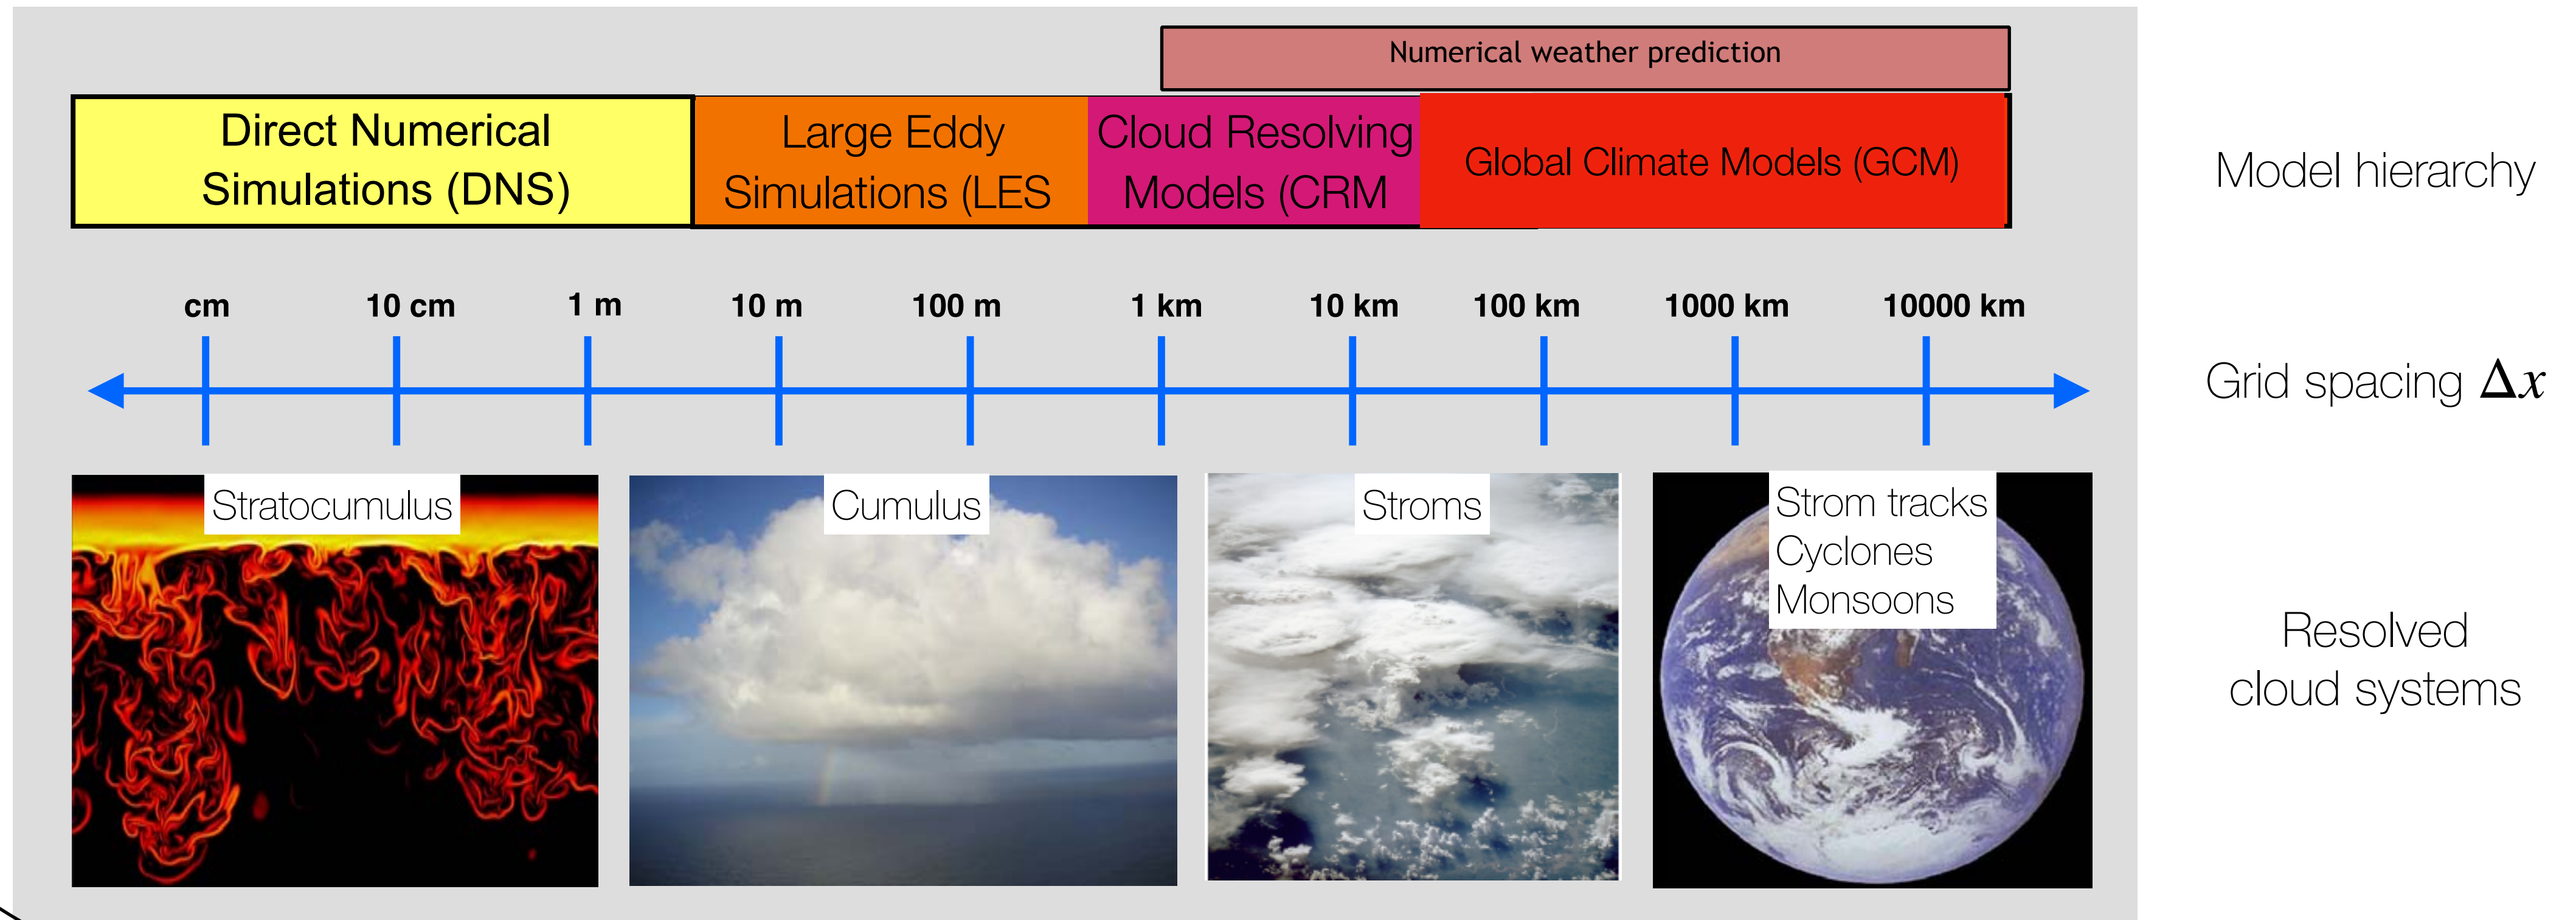 Numerical weather prediction
Direct Numerical
Simulations (DNS)
Large Eddy
Simulations (LES
Cloud Resolving
Models (CRM
Global Climate Models (GCM)
Model hierarchy
cm
10 cm
1 m
10 m
100 m
1 km
10 km
100 km
1000 km
10000 km
Grid spacing Δx
Stratocumulus
Cumulus
Stroms
Strom tracks
Cyclones
Monsoons
Resolved
cloud systems